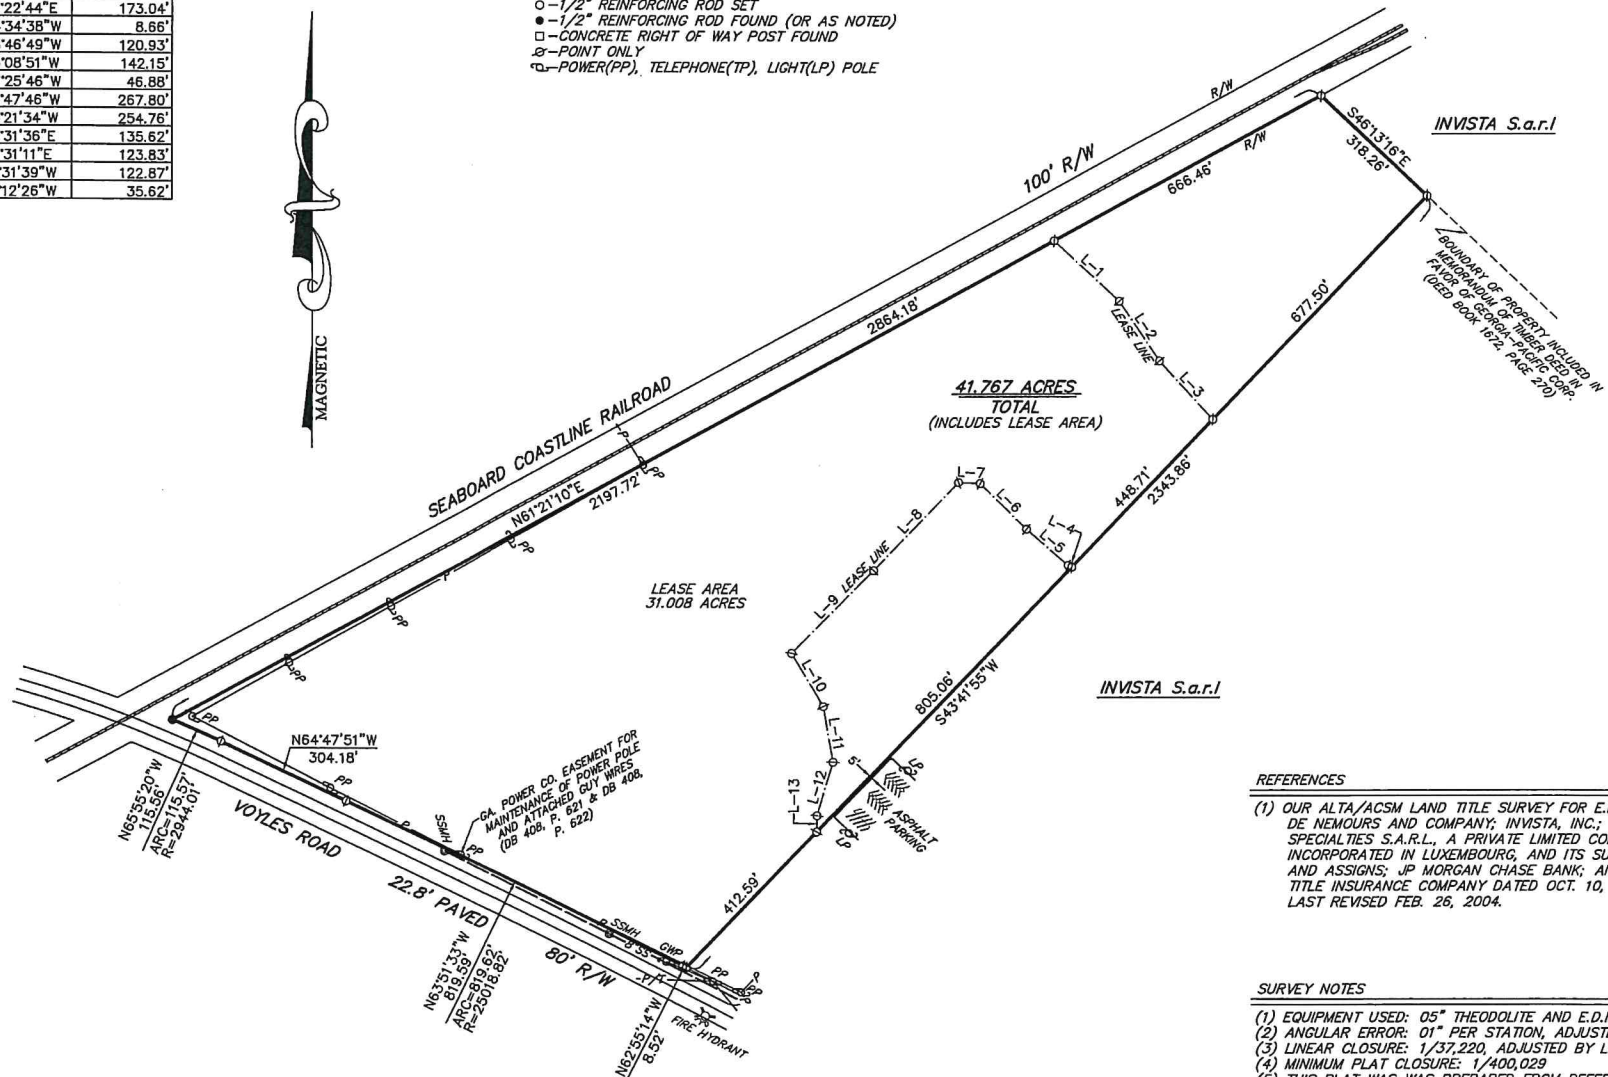 °22'44"E 173.04'
°34'38"W 8.66'
°46'49"W 120.93'
°08'51"W 142.15'
°25'46"W 46.88'
°47'46"W 267.80'
°21'34"W 254.76'
°31'36"E 135.62'
°31'11"E 123.83'
°31'39"W 122.87'
°12'26"W 35.62'
-1/2" REINFORCING ROD SET
-1/2" REINFORCING ROD FOUND (OR AS NOTED)
-CONCRETE RIGHT OF WAY POST FOUND
-POINT ONLY
-POWER(PP), TELEPHONE(TP), LIGHT(LP) POLE
MAGNETIC
R/W
R/W
100' R/W
666.46'
S46°13'16"E
318.26'
INVISTA S.a.r.l
BOUNDARY OF PROPERTY INCLUDED IN
MEMORANDUM OF TIMBER DEED IN
FAVOR OF GEORGIA-PACIFIC CORP.
(DEED BOOK 1672, PAGE 270)
L-1
L-2
LEASE LINE
L-3
677.50'
2864.18'
41.767 ACRES
TOTAL
(INCLUDES LEASE AREA)
SEABOARD COASTLINE RAILROAD
P
PP
N61°21'10"E
2197.72'
PP
P
PP
PP
L-7
L-6
L-8
L-4
L-5
448.71'
2343.86'
LEASE LINE
L-9
LEASE AREA
31.008 ACRES
L-10
L-11
L-12
L-13
805.06'
S43°41'55"W
INVISTA S.a.r.l
5'
LP
LP
ASPHALT
PARKING
412.59'
PP
N64°47'51"W
304.18'
PP
P
N65°55'20"W
115.56'
ARC=115.57'
R=2944.01'
VOYLES ROAD
22.8' PAVED
80' R/W
SSMH
PP
GA. POWER CO. EASEMENT FOR
MAINTENANCE OF POWER POLE
AND ATTACHED GUY WIRES
(DB 408, P. 621 & DB 408,
P. 622)
N63°51'33"W
819.59'
ARC=819.62'
R=25018.82'
P
SSMH
8 SS
GWP
PP
P
PP
P
FIRE HYDRANT
N62°55'14"W
8.52'
REFERENCES
(1) OUR ALTA/ACSM LAND TITLE SURVEY FOR E.
DE NEMOURS AND COMPANY; INVISTA, INC.;
SPECIALTIES S.A.R.L., A PRIVATE LIMITED CO
INCORPORATED IN LUXEMBOURG, AND ITS SU
AND ASSIGNS; JP MORGAN CHASE BANK; A
TITLE INSURANCE COMPANY DATED OCT. 10,
LAST REVISED FEB. 26, 2004.
SURVEY NOTES
(1) EQUIPMENT USED: 05" THEODOLITE AND E.D.
(2) ANGULAR ERROR: 01" PER STATION, ADJUST
(3) LINEAR CLOSURE: 1/37,220, ADJUSTED BY L
(4) MINIMUM PLAT CLOSURE: 1/400,029